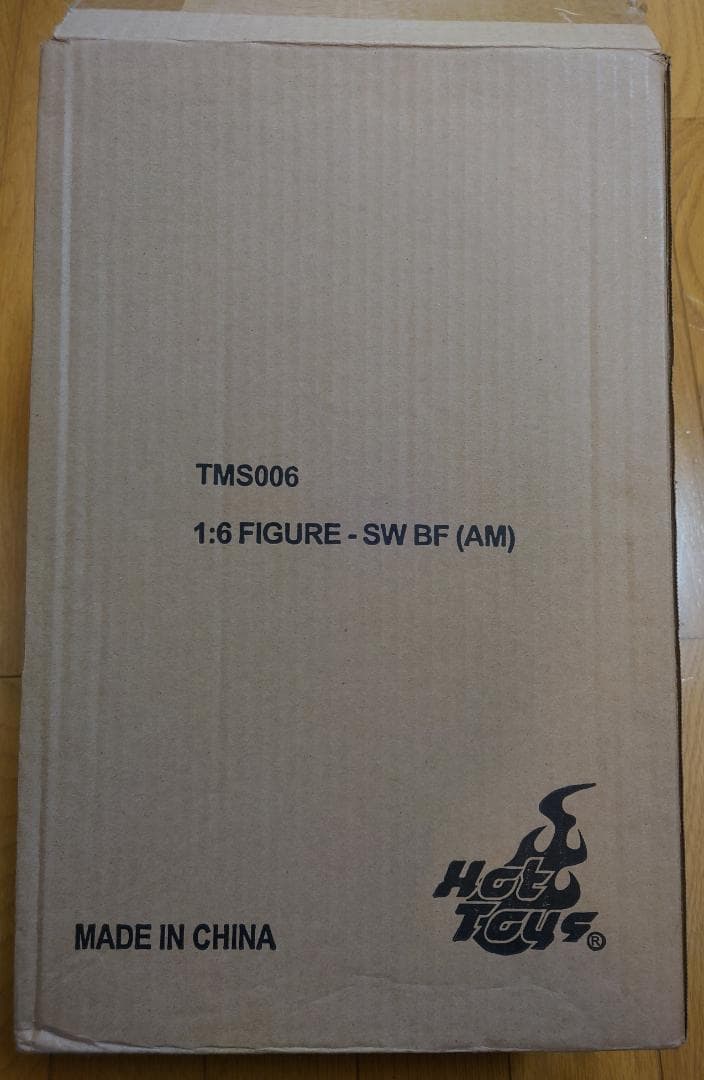 TMS006
1:6 FIGURE - SW BF (AM)
Hot
Toys®
MADE IN CHINA